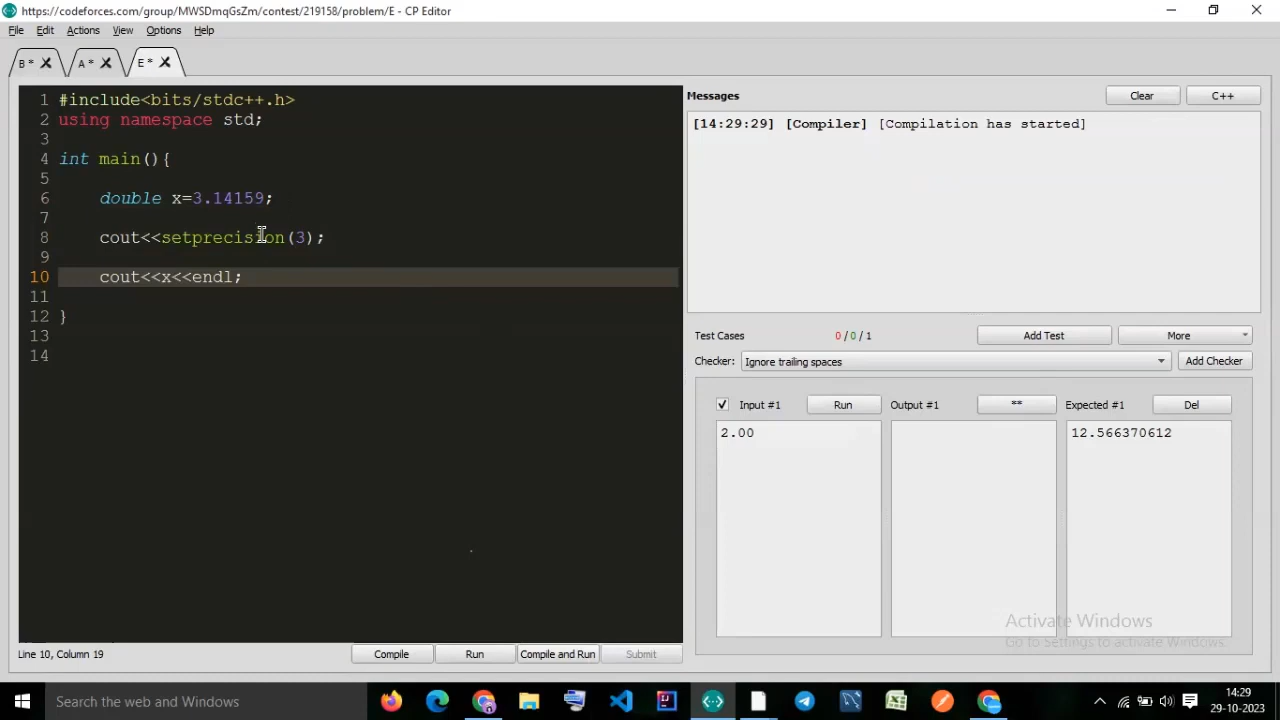 https://codeforces.com/group/MWSDmqGsZm/contest/219158/problem/E - CP Editor
File Edit Actions View Options Help
B * A * E *
1 #include<bits/stdc++.h>
2 using namespace std;
3
4 int main(){
5
6 double x=3.14159;
7
8 cout<<setprecision(3);
9
10 cout<<x<<endl;
11
12 }
13
14
Line 10, Column 19 Compile Run Compile and Run Submit
Messages Clear C++
[14:29:29] [Compiler] [Compilation has started]
Test Cases 0 / 0 / 1 Add Test More
Checker: Ignore trailing spaces Add Checker
Input #1 Run Output #1 ** Expected #1 Del
2.00 12.566370612
Activate Windows
Go to Settings to activate Windows.
Search the web and Windows
14:29
29-10-2023